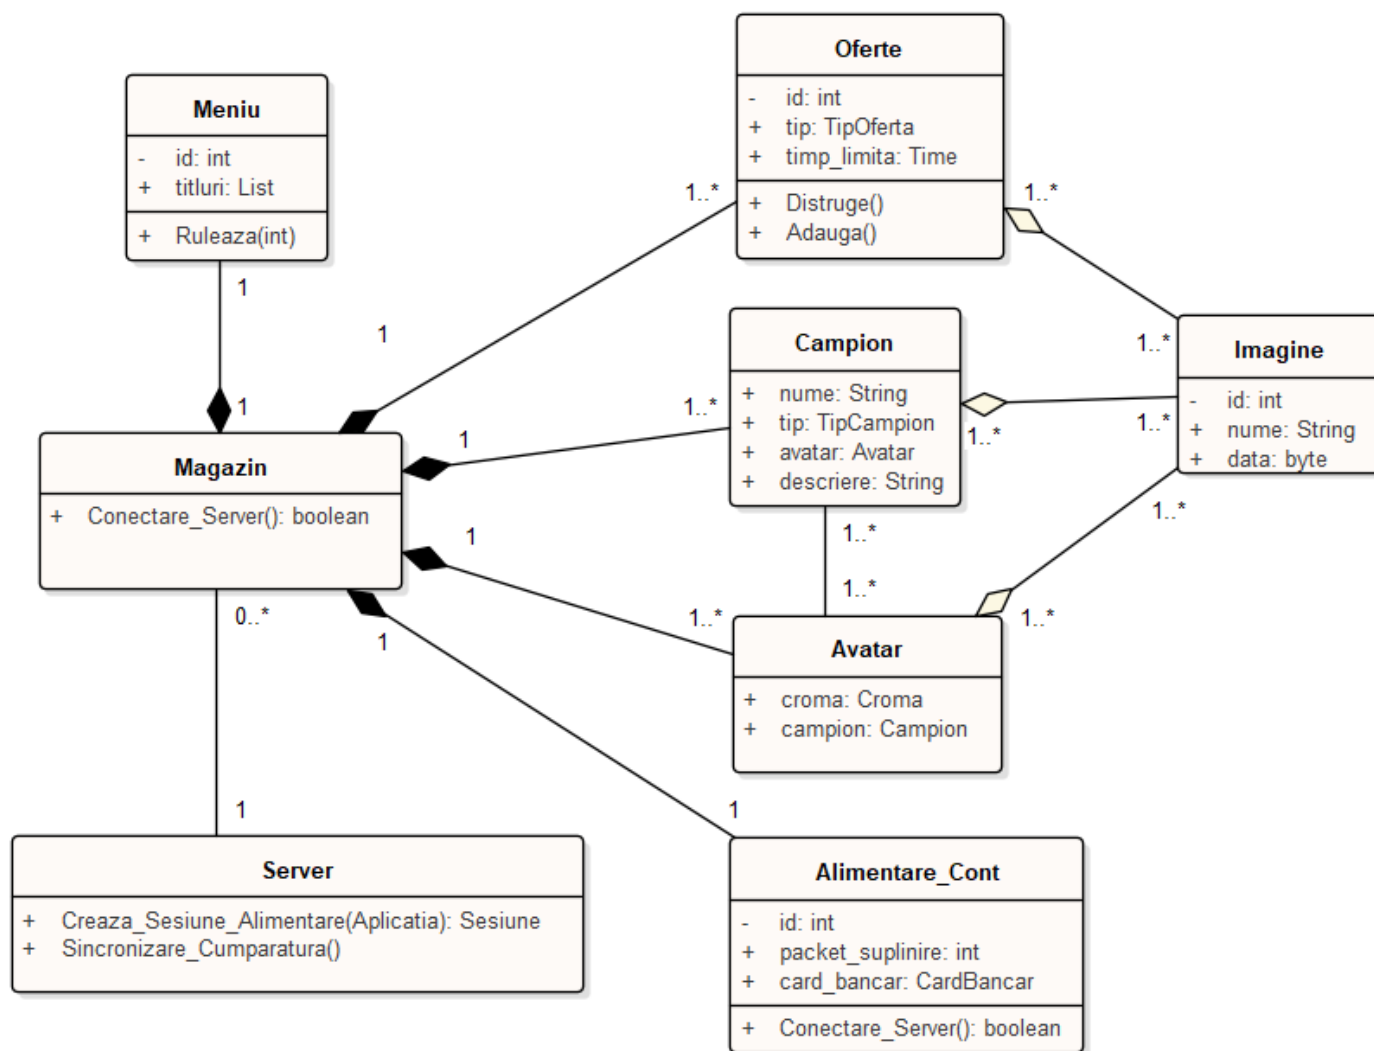 Meniu
- id: int
+ titluri: List
+ Ruleaza(int)
1
1
Oferte
- id: int
+ tip: TipOferta
+ timp_limita: Time
+ Distruge()
+ Adauga()
1..*
1..*
1
1..*
Campion
+ nume: String
+ tip: TipCampion
+ avatar: Avatar
+ descriere: String
1..*
1
1..*
1..*
Imagine
- id: int
+ nume: String
+ data: byte
Magazin
+ Conectare_Server(): boolean
1
1..*
1..*
1..*
1..*
1..*
Avatar
+ croma: Croma
+ campion: Campion
0..*
1
1
1
Server
+ Creaza_Sesiune_Alimentare(Aplicatia): Sesiune
+ Sincronizare_Cumparatura()
Alimentare_Cont
- id: int
+ packet_suplinire: int
+ card_bancar: CardBancar
+ Conectare_Server(): boolean